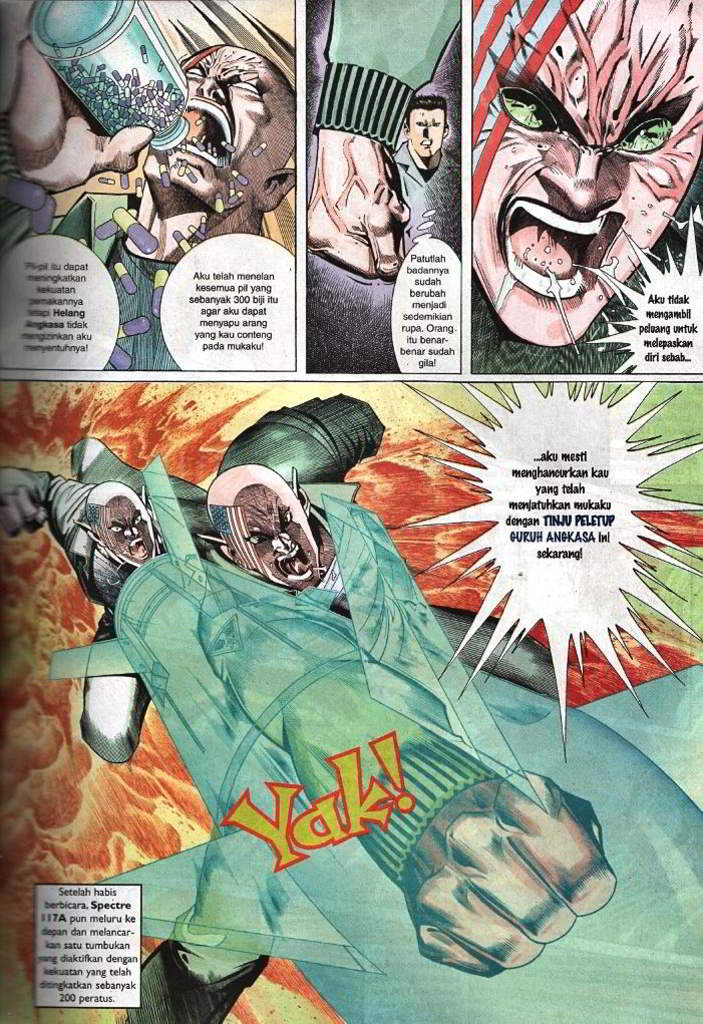 Pil-pil itu dapat
meningkatkan
kekuatan
pemakannya
tetapi Helang
Angkasa tidak
mengizinkan aku
menyentuhnya!
Aku telah menelan
kesemua pil yang
sebanyak 300 biji itu
agar aku dapat
menyapu arang
yang kau conteng
pada mukaku!
Patutlah
badannya
sudah
berubah
menjadi
sedemikian
rupa. Orang
itu benar-
benar sudah
gila!
Aku tidak
mengambil
peluang untuk
melepaskan
diri sebab...
...aku mesti
menghancurkan kau
yang telah
menjatuhkan mukaku
dengan TINJU PELETUP
GURUH ANGKASA ini
sekarang!
Yak!
Setelah habis
berbicara, Spectre
117A pun meluru ke
depan dan melancar-
kan satu tumbukan
yang diaktifkan dengan
kekuatan yang telah
ditingkatkan sebanyak
200 peratus.